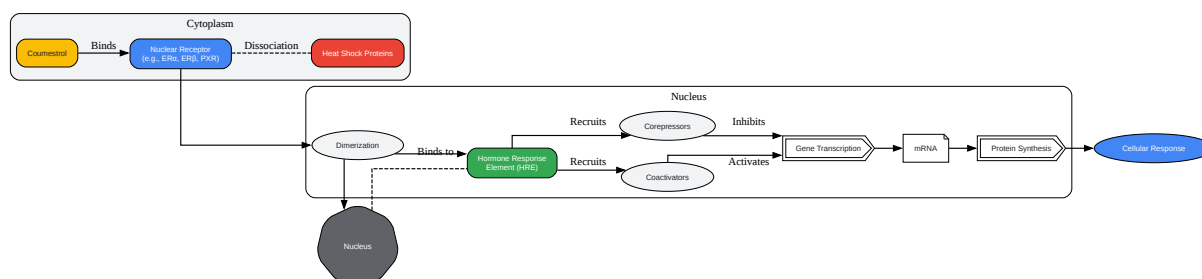 Cytoplasm
Coumestrol
Binds
Nuclear Receptor
(e.g., ERα, ERβ, PXR)
Dissociation
Heat Shock Proteins
Nucleus
Dimerization
Binds to
Hormone Response
Element (HRE)
Recruits
Corepressors
Inhibits
Recruits
Coactivators
Activates
Gene Transcription
mRNA
Protein Synthesis
Cellular Response
Nucleus